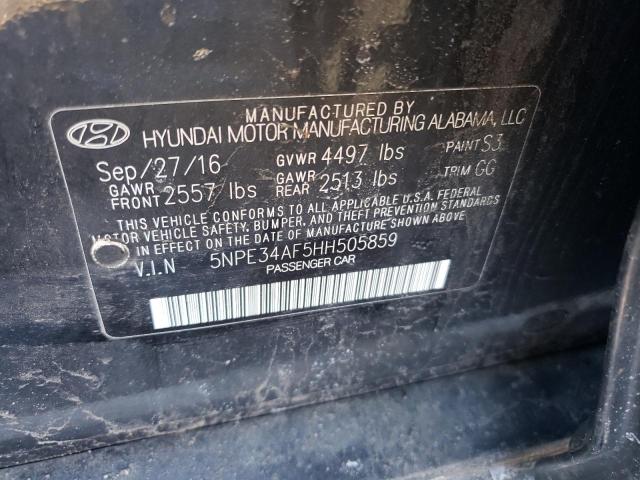 MANUFACTURED BY
HYUNDAI MOTOR MANUFACTURING ALABAMA, LLC
Sep/27/16 GVWR 4497 lbs PAINT S3
GAWR FRONT 2557 lbs GAWR REAR 2513 lbs TRIM GG
THIS VEHICLE CONFORMS TO ALL APPLICABLE U.S.A. FEDERAL
MOTOR VEHICLE SAFETY, BUMPER, AND THEFT PREVENTION STANDARDS
IN EFFECT ON THE DATE OF MANUFACTURE SHOWN ABOVE
V.I.N 5NPE34AF5HH505859
PASSENGER CAR